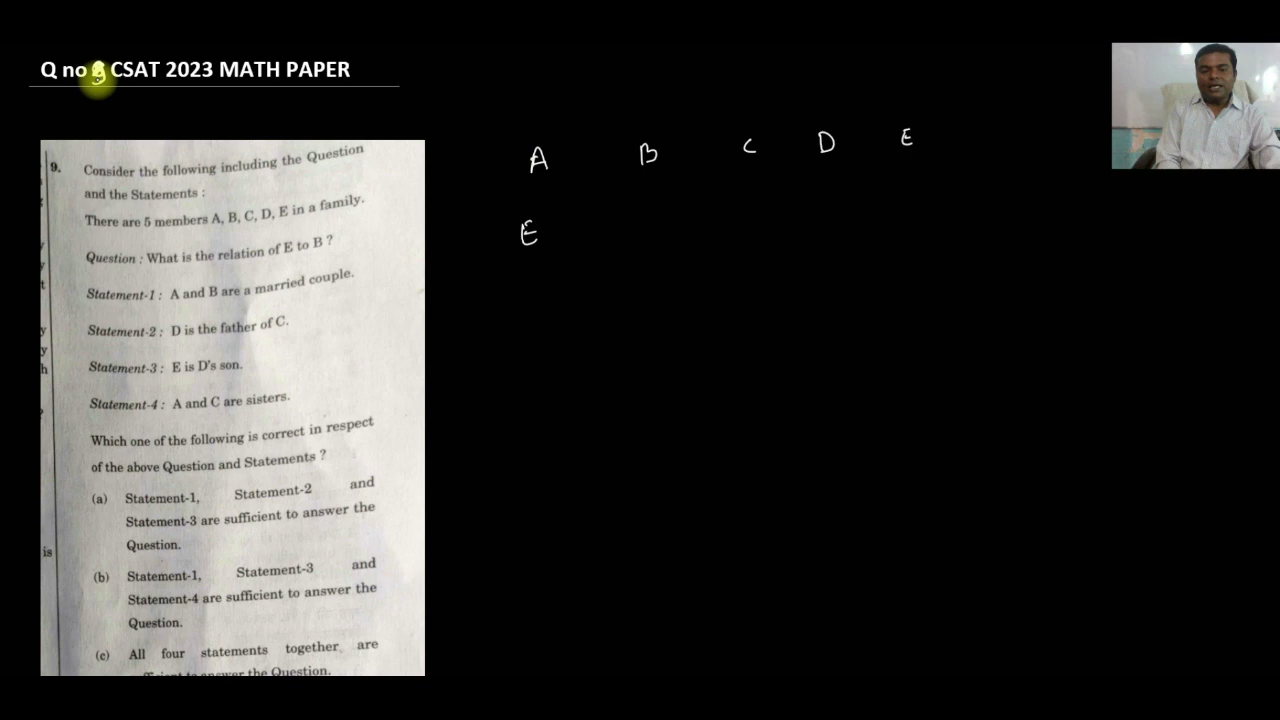 Q no 9 CSAT 2023 MATH PAPER
A B C D E
E
9. Consider the following including the Question
and the Statements :
There are 5 members A, B, C, D, E in a family.
Question : What is the relation of E to B ?
Statement-1 : A and B are a married couple.
Statement-2 : D is the father of C.
Statement-3 : E is D's son.
Statement-4 : A and C are sisters.
Which one of the following is correct in respect
of the above Question and Statements ?
(a) Statement-1, Statement-2 and
Statement-3 are sufficient to answer the
Question.
(b) Statement-1, Statement-3 and
Statement-4 are sufficient to answer the
Question.
(c) All four statements together are
to answer the Question.
y
t
y
y
h
is